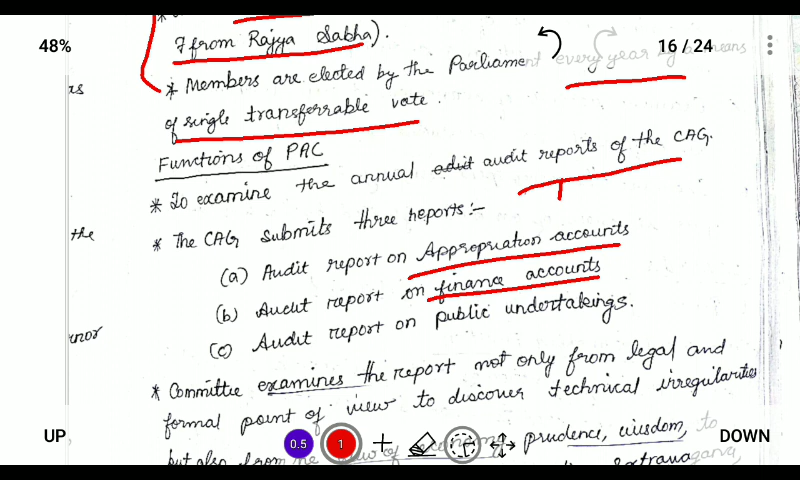 48%
16 / 24
7 from Rajya Sabha).
rs
* Members are elected by the Parliament every year by means
of single transferrable vote.
Functions of PAC
* To examine the annual adit audit reports of the CAG.
the
* The CAG submits three reports:-
(a) Audit report on Appropriation accounts
(b) Audit report on finance accounts
(c) Audit report on public undertakings.
* Committee examines the report not only from legal and
formal point of view to discover technical irregularities
UP
0.5
1
DOWN
but also from the view of prudence, wisdom, to